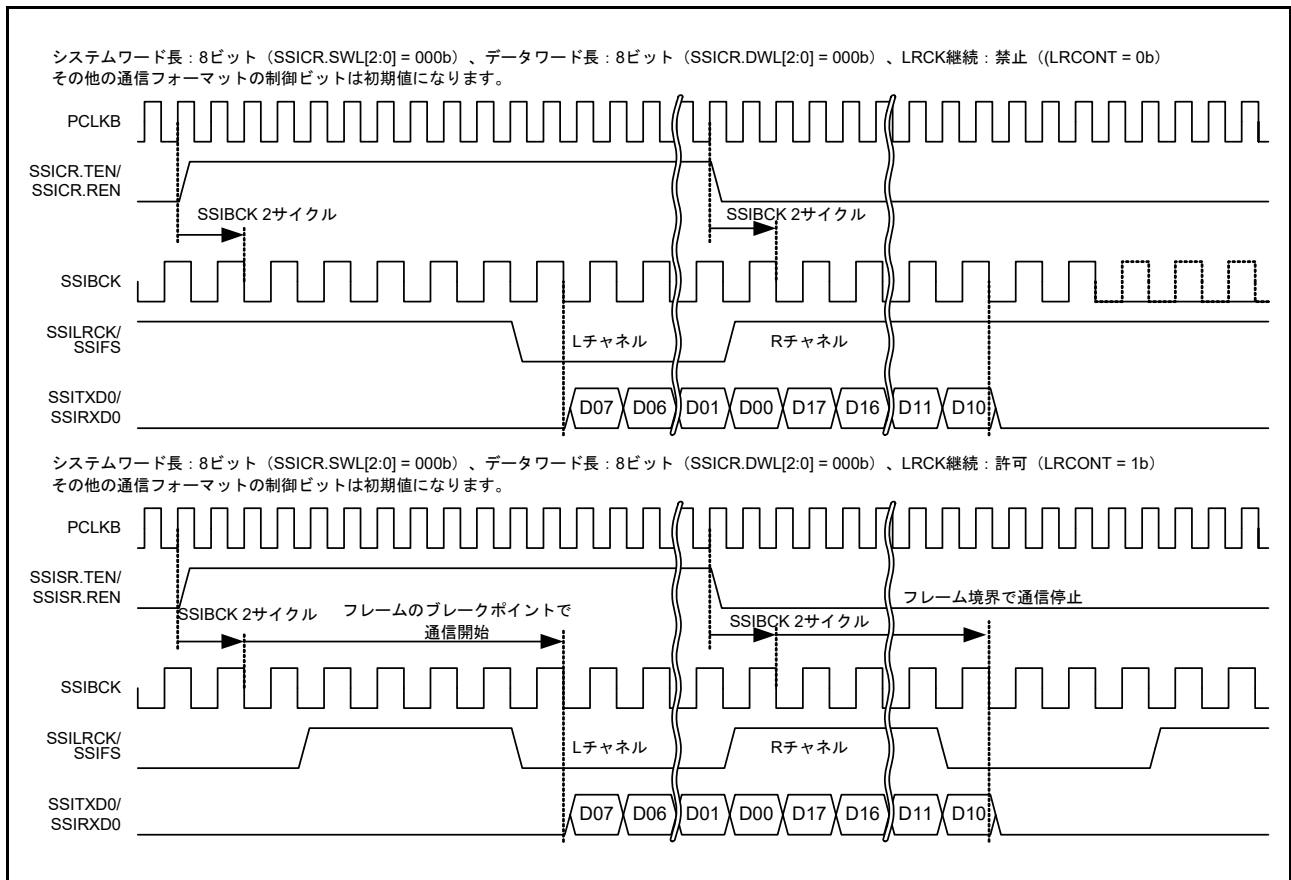 システムワード長：8ビット（SSICR.SWL[2:0] = 000b）、データワード長：8ビット（SSICR.DWL[2:0] = 000b）、LRCK継続：禁止（(LRCONT = 0b）
その他の通信フォーマットの制御ビットは初期値になります。
PCLKB
SSICR.TEN/
SSICR.REN
SSIBCK 2サイクル
SSIBCK 2サイクル
SSIBCK
SSILRCK/
SSIFS
Lチャネル
Rチャネル
SSITXD0/
SSIRXD0
D07 D06 D01 D00 D17 D16 D11 D10
システムワード長：8ビット（SSICR.SWL[2:0] = 000b）、データワード長：8ビット（SSICR.DWL[2:0] = 000b）、LRCK継続：許可（LRCONT = 1b）
その他の通信フォーマットの制御ビットは初期値になります。
PCLKB
SSISR.TEN/
SSISR.REN
SSIBCK 2サイクル
フレームのブレークポイントで
通信開始
SSIBCK 2サイクル
フレーム境界で通信停止
SSIBCK
SSILRCK/
SSIFS
Lチャネル
Rチャネル
SSITXD0/
SSIRXD0
D07 D06 D01 D00 D17 D16 D11 D10